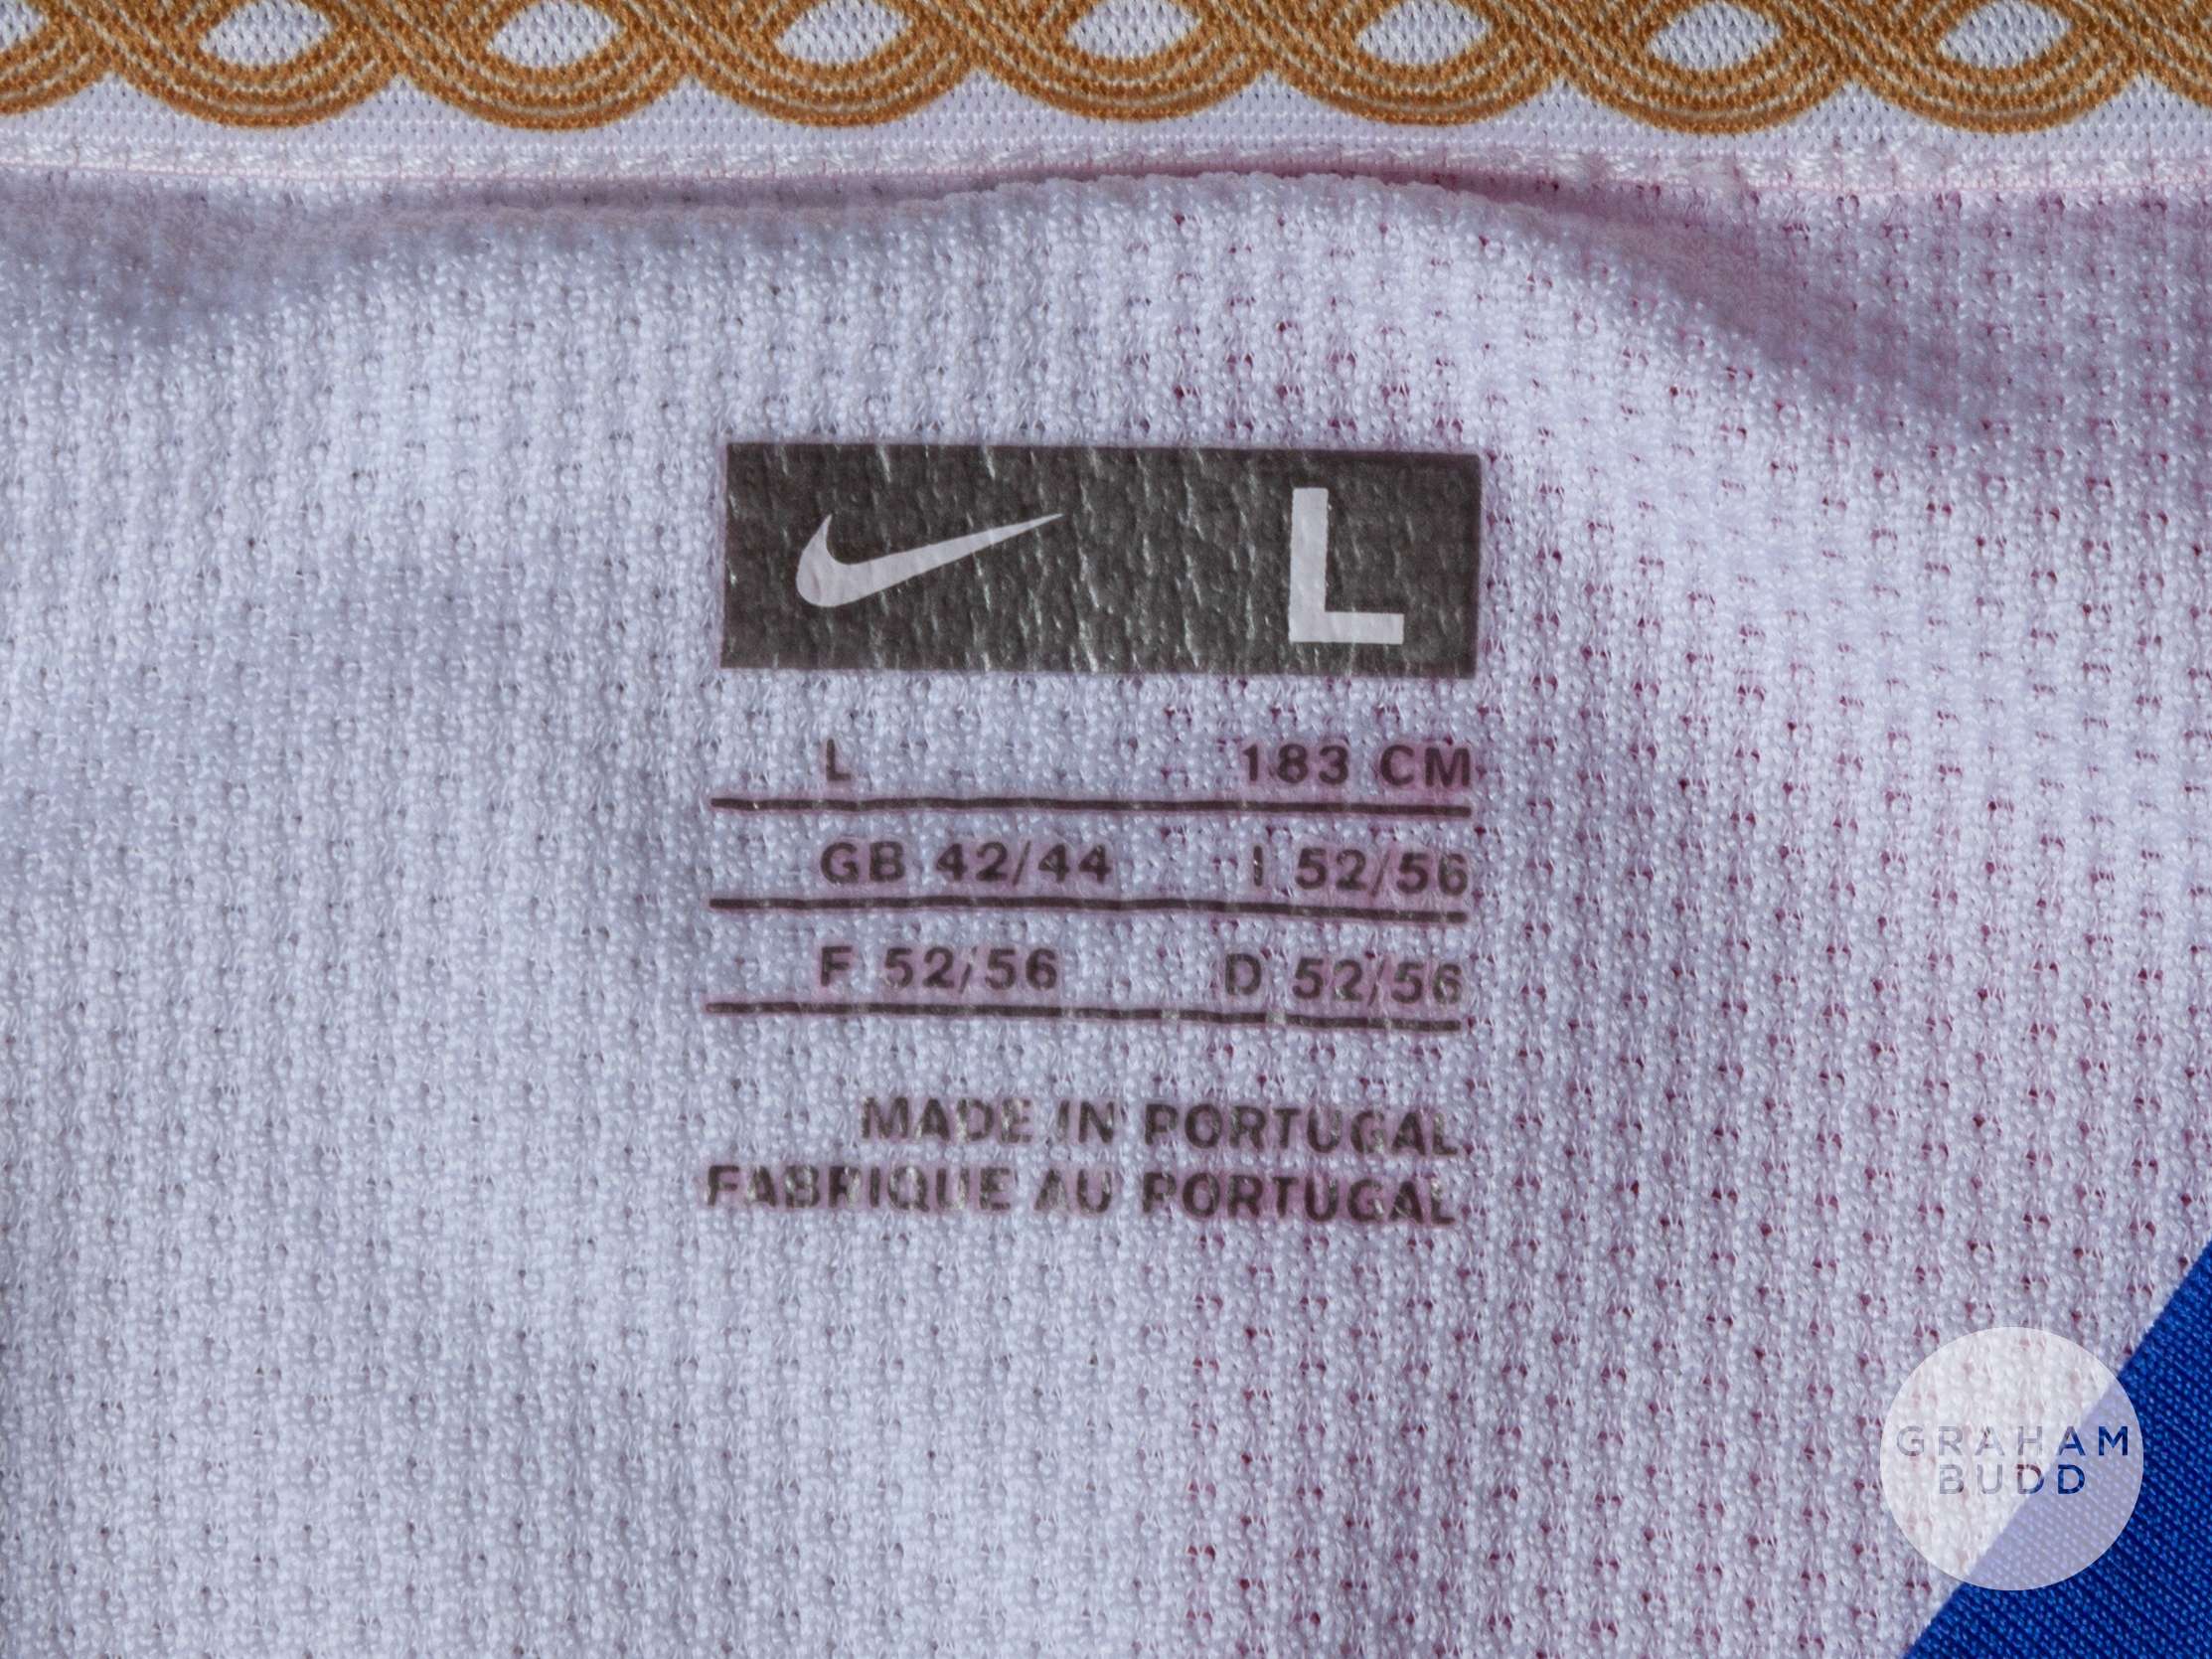 L
L 183 CM
GB 42/44 I 52/56
F 52/56 D 52/56
MADE IN PORTUGAL
FABRIQUE AU PORTUGAL
GRAHAM
BUDD